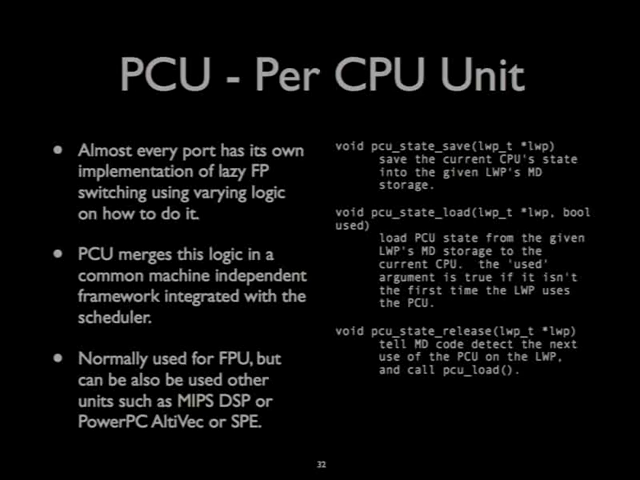 PCU - Per CPU Unit
• Almost every port has its own
implementation of lazy FP
switching using varying logic
on how to do it.
• PCU merges this logic in a
common machine independent
framework integrated with the
scheduler.
• Normally used for FPU, but
can be also be used other
units such as MIPS DSP or
PowerPC AltiVec or SPE.
void pcu_state_save(lwp_t *lwp)
save the current CPU's state
into the given LWP's MD
storage.
void pcu_state_load(lwp_t *lwp, bool
used)
load PCU state from the given
LWP's MD storage to the
current CPU.  the 'used'
argument is true if it isn't
the first time the LWP uses
the PCU.
void pcu_state_release(lwp_t *lwp)
tell MD code detect the next
use of the PCU on the LWP,
and call pcu_load().
32